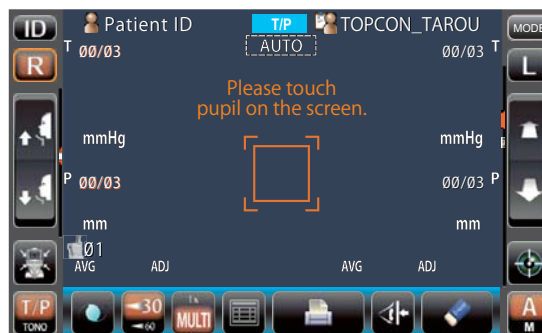 ID Patient ID T/P TOPCON_TAROU MODE
T 00/03 AUTO 00/03 T
R L
Please touch
pupil on the screen.
mmHg mmHg
P 00/03 00/03 P
mm mm
01
AVG ADJ AVG ADJ
T/P TONO 30 60 MULTI A M